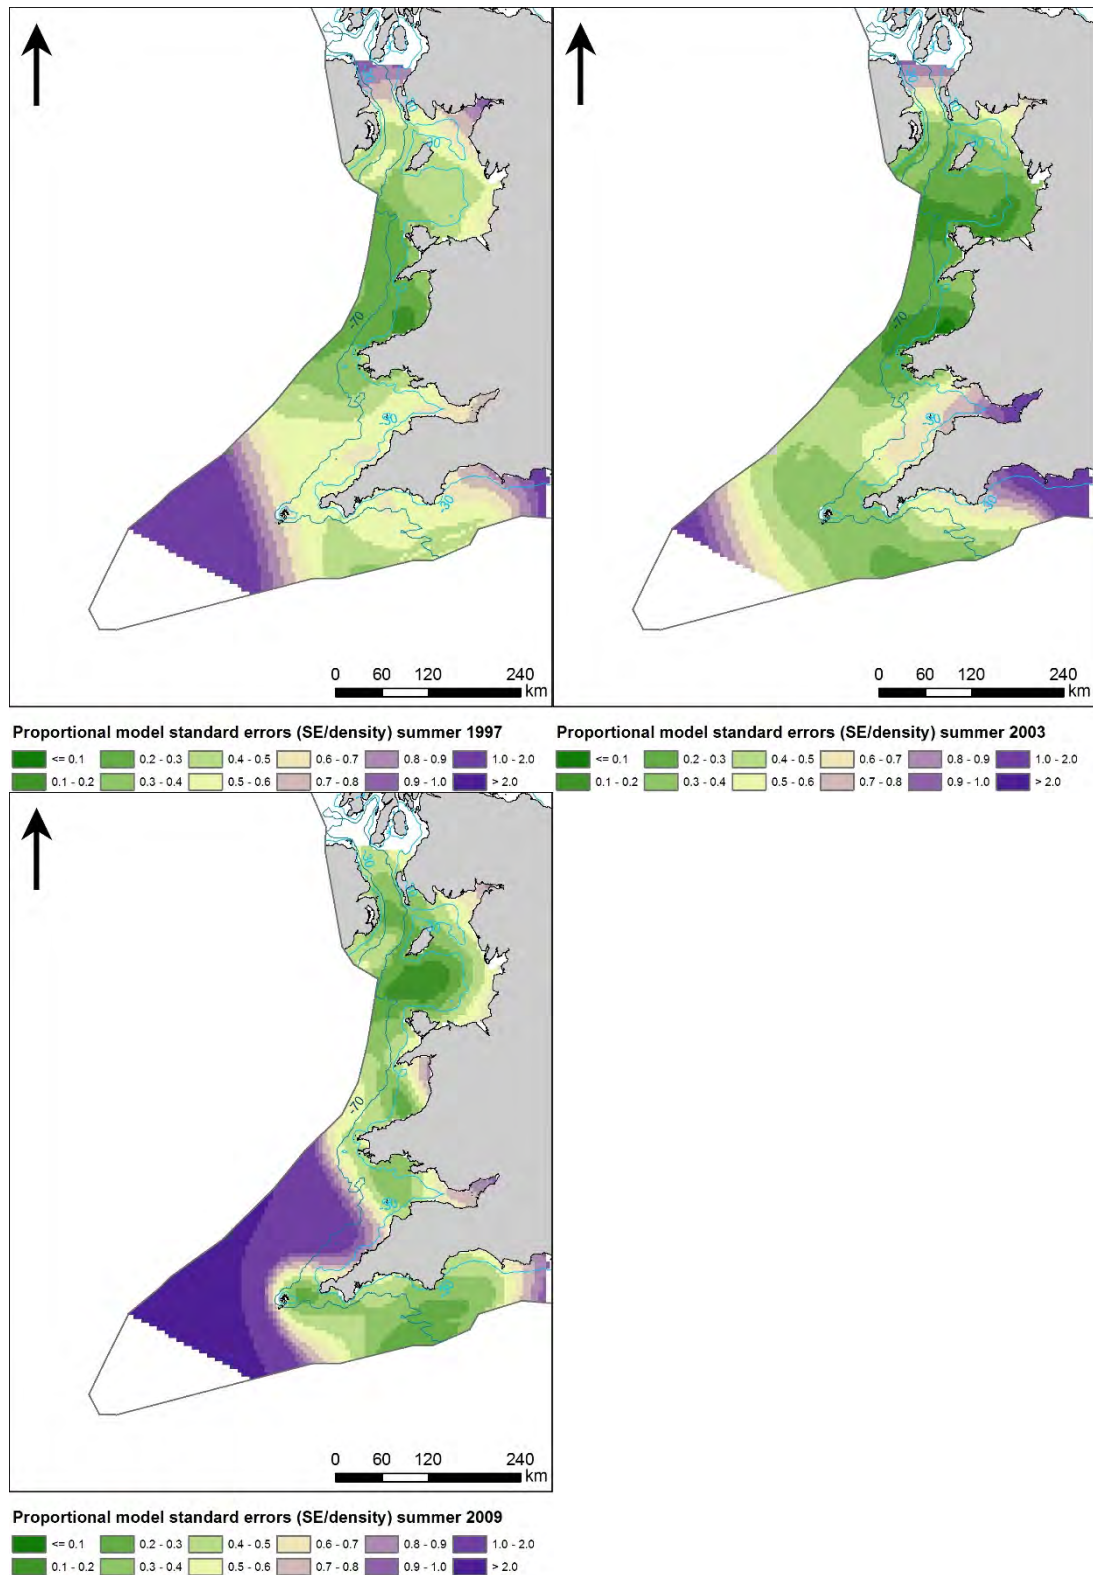 -70
-50
-30
0 60 120 240
km
Proportional model standard errors (SE/density) summer 1997
<= 0.1 0.2 - 0.3 0.4 - 0.5 0.6 - 0.7 0.8 - 0.9 1.0 - 2.0
0.1 - 0.2 0.3 - 0.4 0.5 - 0.6 0.7 - 0.8 0.9 - 1.0 > 2.0
-70
-30
0 60 120 240
km
Proportional model standard errors (SE/density) summer 2003
<= 0.1 0.2 - 0.3 0.4 - 0.5 0.6 - 0.7 0.8 - 0.9 1.0 - 2.0
0.1 - 0.2 0.3 - 0.4 0.5 - 0.6 0.7 - 0.8 0.9 - 1.0 > 2.0
-70
0 60 120 240
km
Proportional model standard errors (SE/density) summer 2009
<= 0.1 0.2 - 0.3 0.4 - 0.5 0.6 - 0.7 0.8 - 0.9 1.0 - 2.0
0.1 - 0.2 0.3 - 0.4 0.5 - 0.6 0.7 - 0.8 0.9 - 1.0 > 2.0